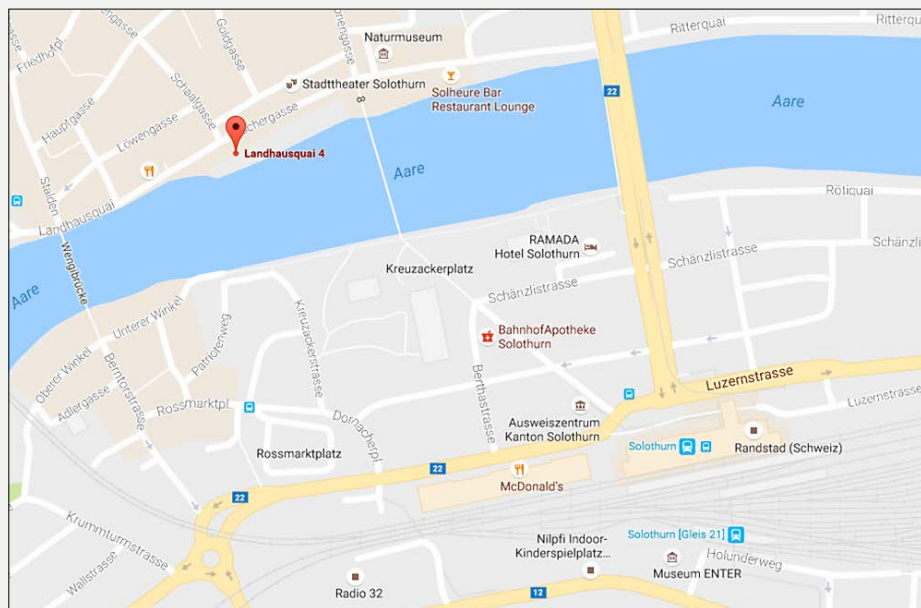 Ritterquai
Ritterquai
Goldgasse
Friedhofpl.
Naturmuseum
Schaalgasse
Stadttheater Solothurn
Solheure Bar
Restaurant Lounge
22
8
Aare
Hauptgasse
Löwengasse
Landhausquai 4
Aare
Stalden
Landhausquai
Rötiquai
Wengibrücke
RAMADA
Hotel Solothurn
Schänzlistrasse
Kreuzackerplatz
Schänzlistrasse
Aare
Unterer Winkel
Patriotenweg
Kreuzackerstrasse
BahnhofApotheke
Solothurn
Oberer Winkel
Berntorstrasse
Adlergasse
Berthastrasse
Luzernstrasse
Luzernstrasse
Rossmarktpl.
Dornacherpl.
Ausweiszentrum
Kanton Solothurn
Rossmarktplatz
Solothurn
Randstad (Schweiz)
22
McDonald's
22
Krummturmstrasse
Nilpfi Indoor-
Kinderspielplatz...
Solothurn [Gleis 21]
Holunderweg
Museum ENTER
Wallstrasse
Radio 32
12